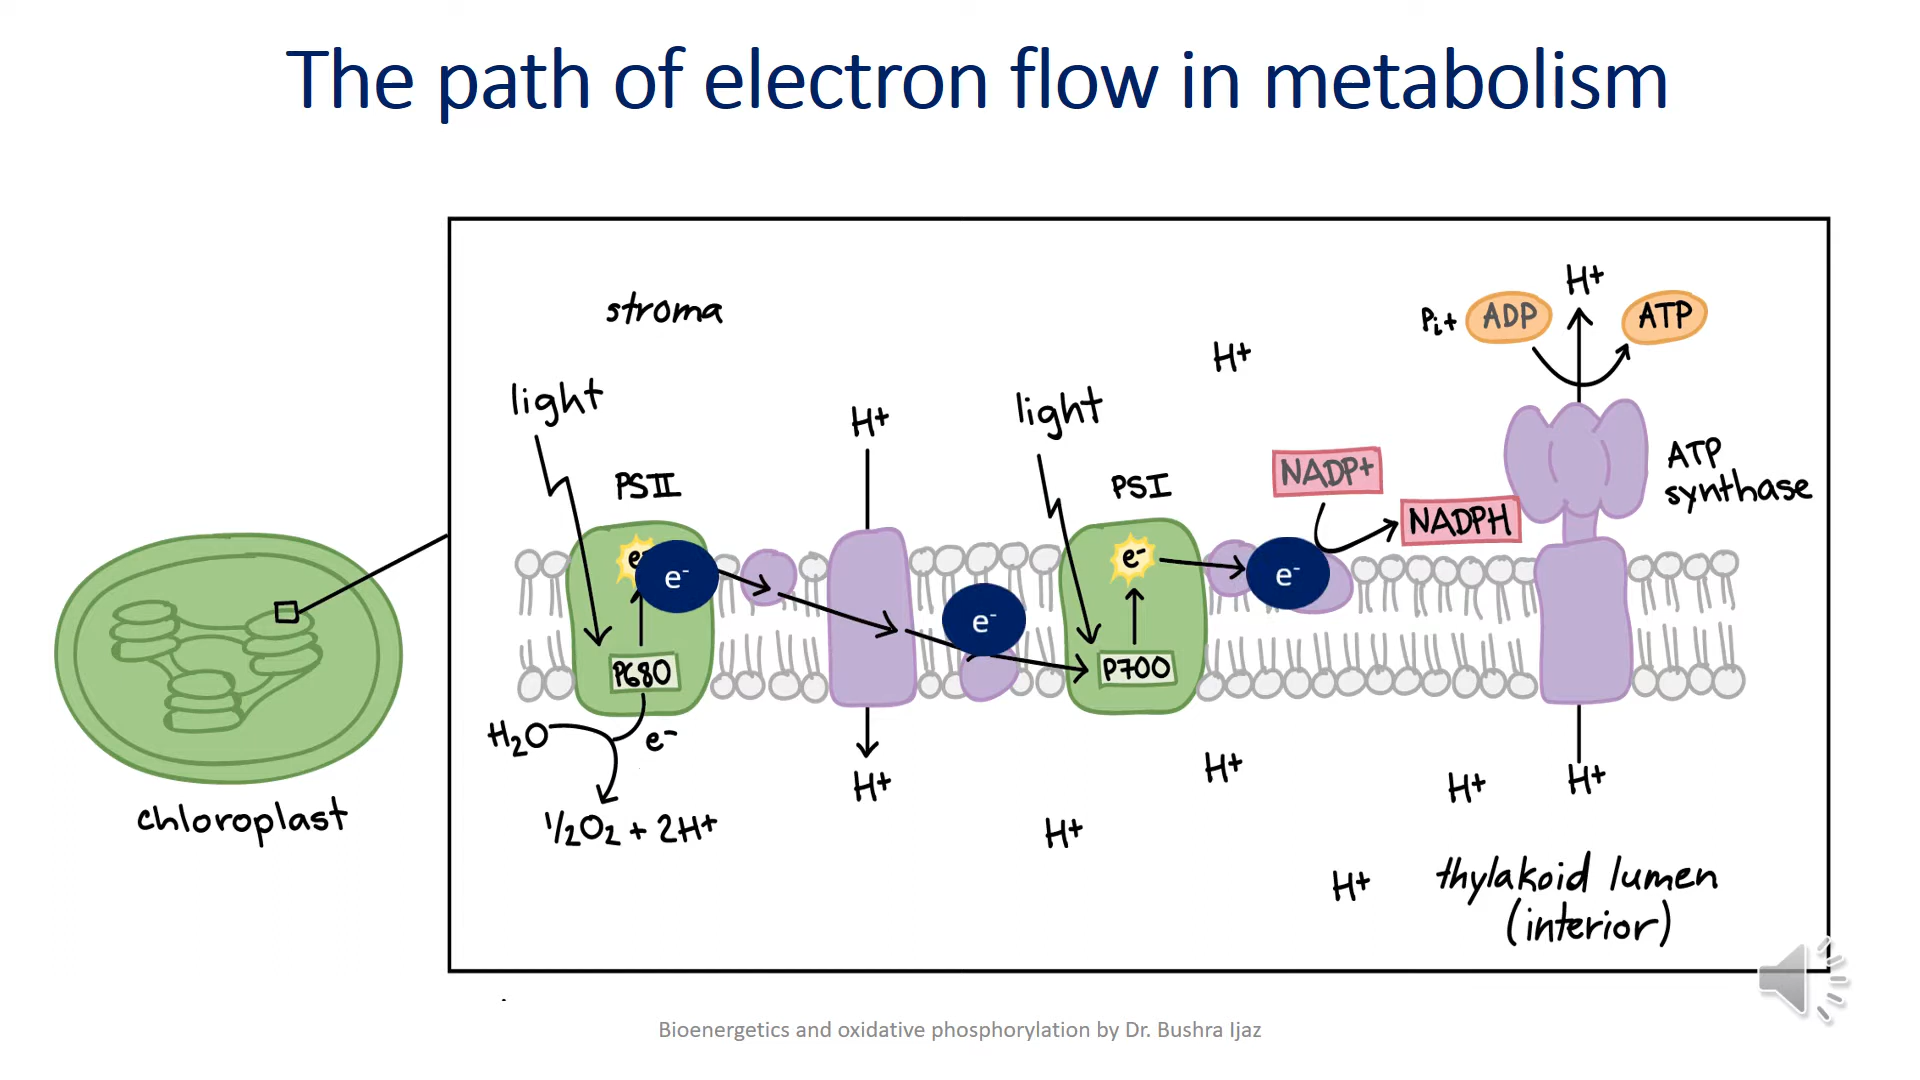 The path of electron flow in metabolism
stroma
H+
Pi+ ADP
ATP
light
H+
light
H+
PSII
PSI
NADP+
NADPH
ATP
synthase
e-
e-
e-
e-
e-
P680
P700
H2O
e-
H+
H+
H+
H+
chloroplast
1/2O2 + 2H+
H+
H+
thylakoid lumen
(interior)
Bioenergetics and oxidative phosphorylation by Dr. Bushra Ijaz